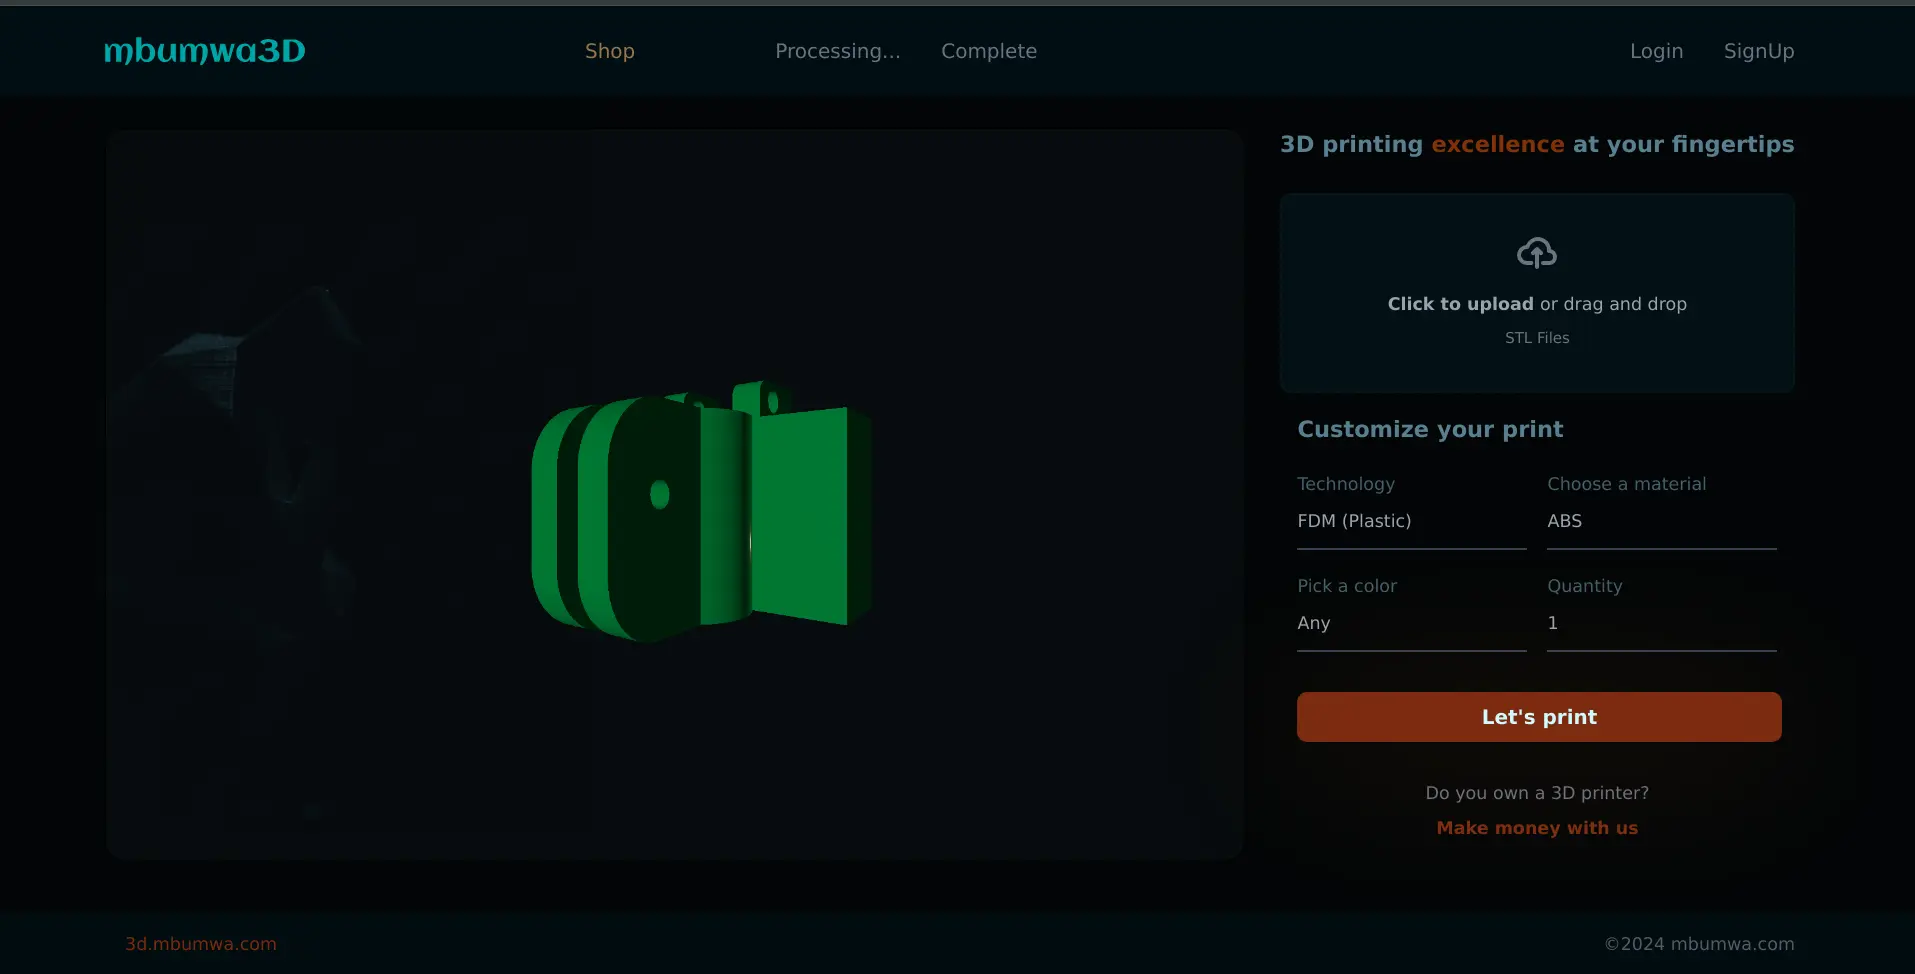 mbumwa3D
Shop
Processing...
Complete
Login
SignUp
3D printing excellence at your fingertips
Click to upload or drag and drop
STL Files
Customize your print
Technology
Choose a material
FDM (Plastic)
ABS
Pick a color
Quantity
Any
1
Let's print
Do you own a 3D printer?
Make money with us
3d.mbumwa.com
©2024 mbumwa.com